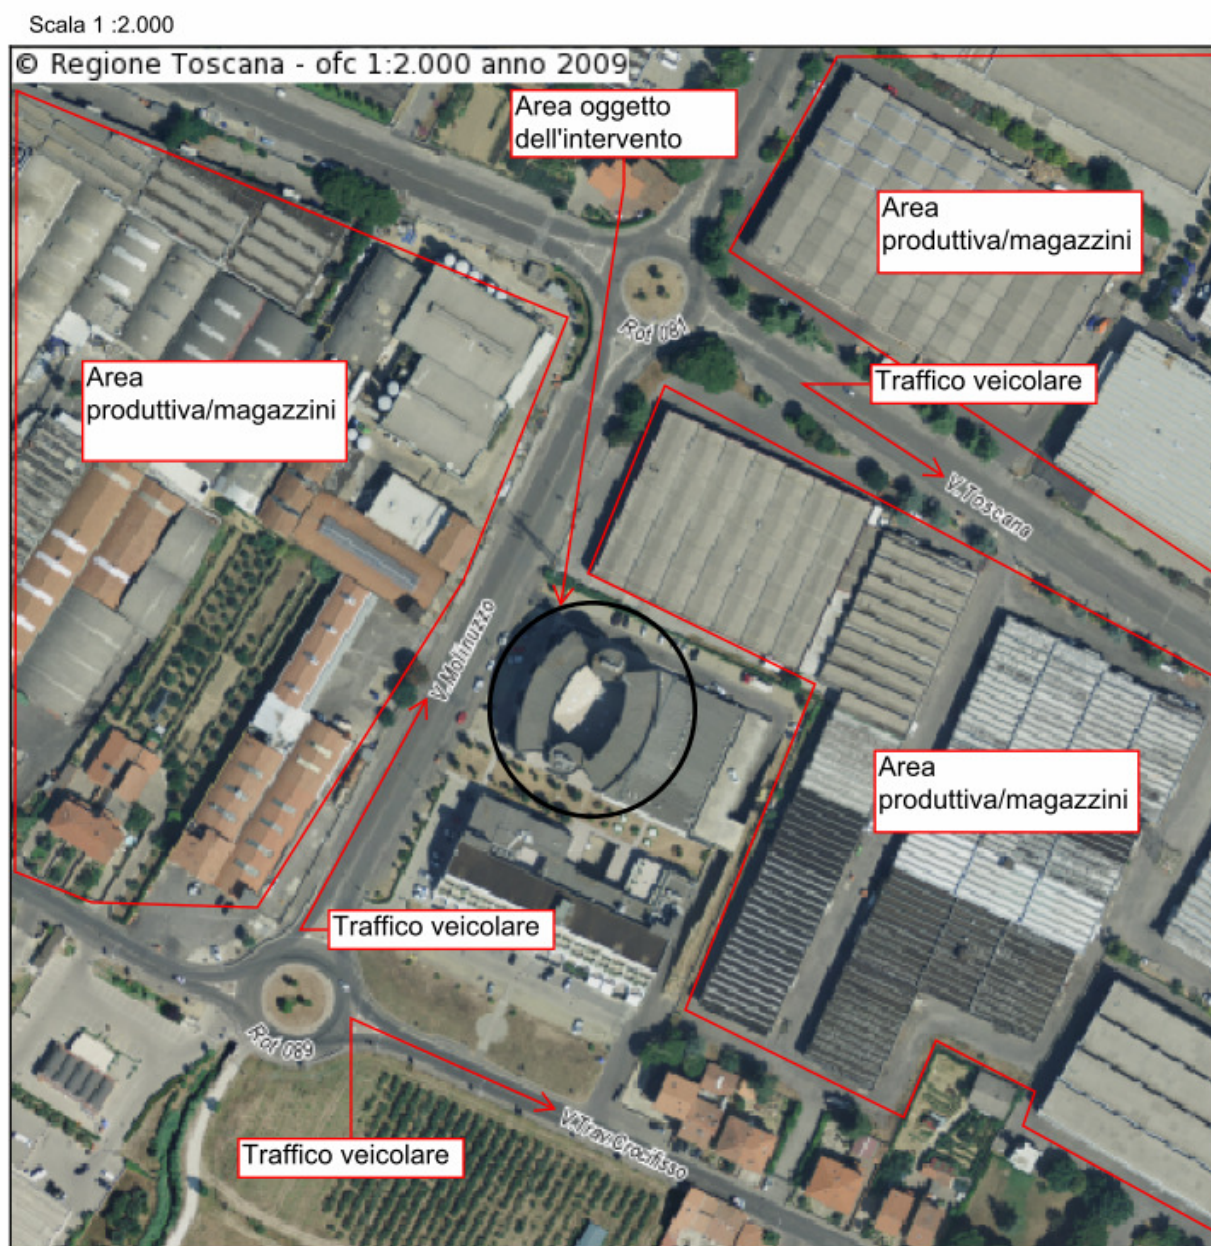 Scala 1 :2.000
© Regione Toscana - ofc 1:2.000 anno 2009
Area oggetto
dell'intervento
Area
produttiva/magazzini
Rot 081
Traffico veicolare
Area
produttiva/magazzini
V.Toscana
V.Molinuzzo
Area
produttiva/magazzini
Traffico veicolare
Rot 089
V.Trav.Crocifisso
Traffico veicolare